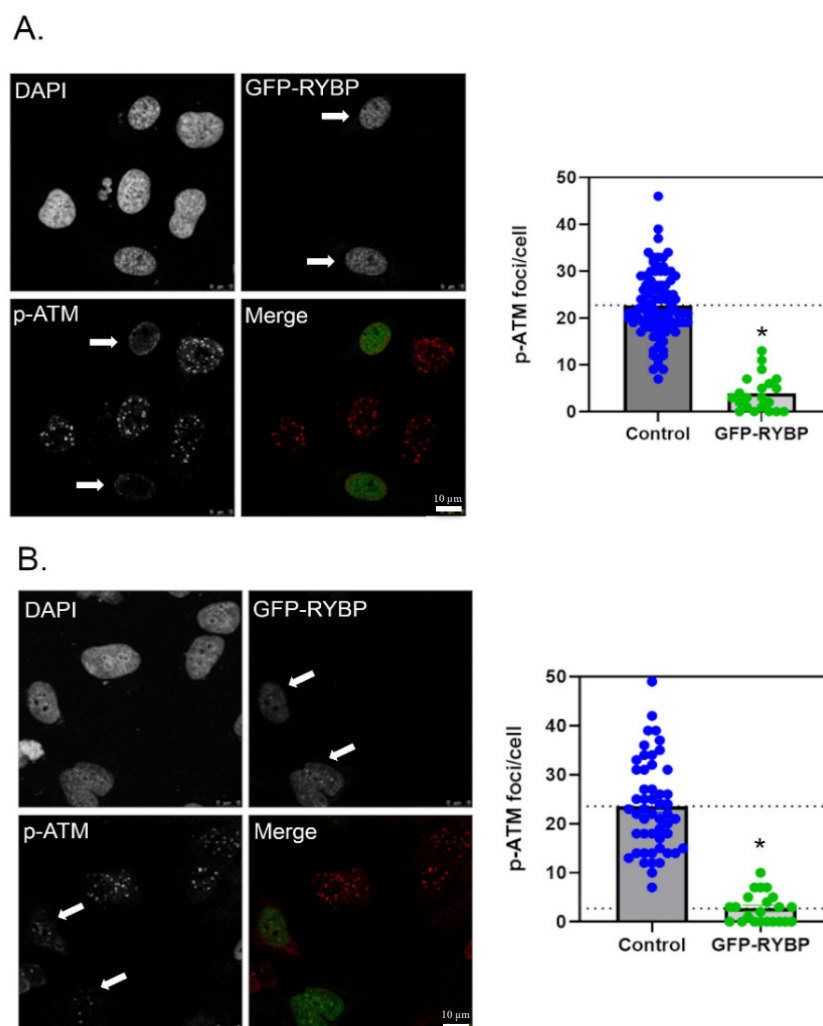 A.
DAPI
GFP-RYBP
p-ATM
Merge
10 µm
p-ATM foci/cell
50
40
30
20
10
0
*
Control
GFP-RYBP
B.
DAPI
GFP-RYBP
p-ATM
Merge
10 µm
p-ATM foci/cell
50
40
30
20
10
0
*
Control
GFP-RYBP